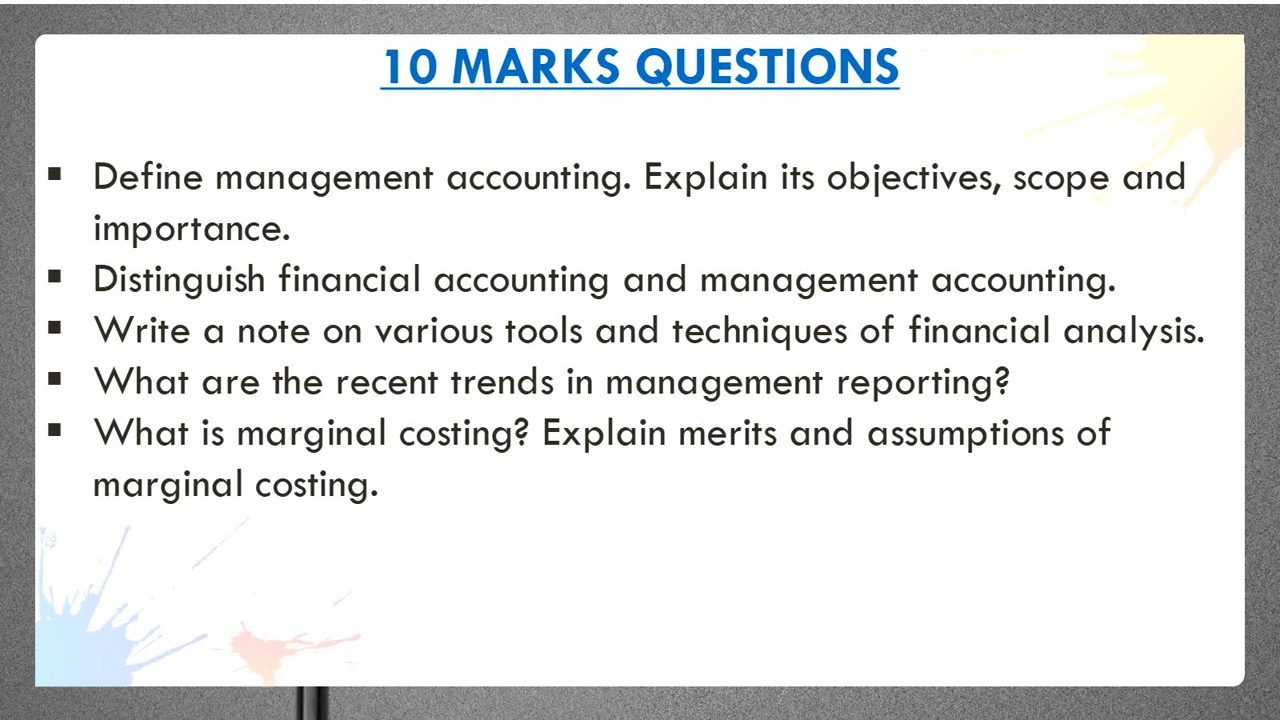 10 MARKS QUESTIONS
▪ Define management accounting. Explain its objectives, scope and
importance.
▪ Distinguish financial accounting and management accounting.
▪ Write a note on various tools and techniques of financial analysis.
▪ What are the recent trends in management reporting?
▪ What is marginal costing? Explain merits and assumptions of
marginal costing.